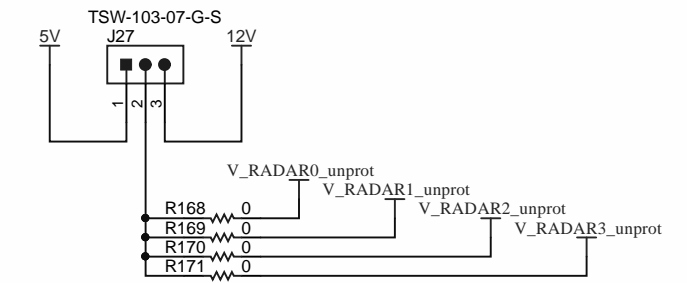 TSW-103-07-G-S
5V J27 12V
1 2 3
V_RADAR0_unprot
V_RADAR1_unprot
R168 0 V_RADAR2_unprot
R169 0 V_RADAR3_unprot
R170 0
R171 0